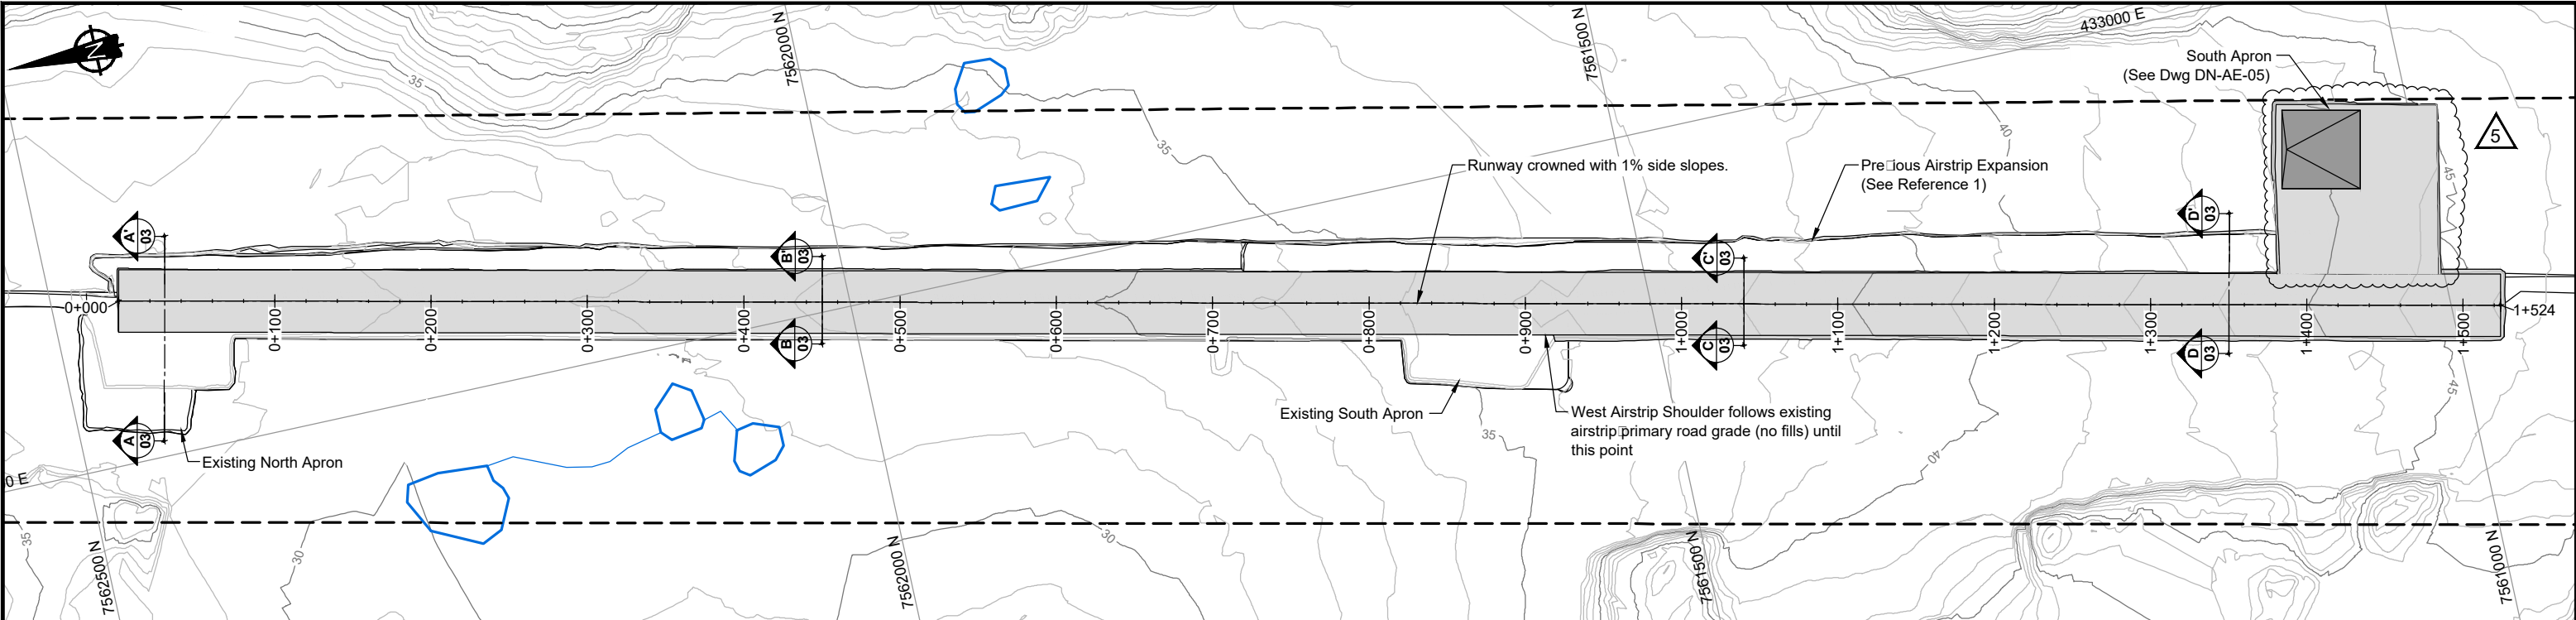 N
7562000 N
7561500 N
433000 E
South Apron
(See Dwg DN-AE-05)
5
35
35
40
45
Runway crowned with 1% side slopes.
Pre□ious Airstrip Expansion
(See Reference 1)
A'
03
B'
03
C'
03
D'
03
0+000
0+100
0+200
0+300
0+400
0+500
0+600
0+700
0+800
0+900
1+000
1+100
1+200
1+300
1+400
1+500
1+524
B
03
C
03
D
03
A
03
Existing North Apron
Existing South Apron
West Airstrip Shoulder follows existing
airstrip□primary road grade (no fills) until
this point
45
35
40
0 E
35
30
30
7562500 N
7562000 N
7561500 N
7561000 N